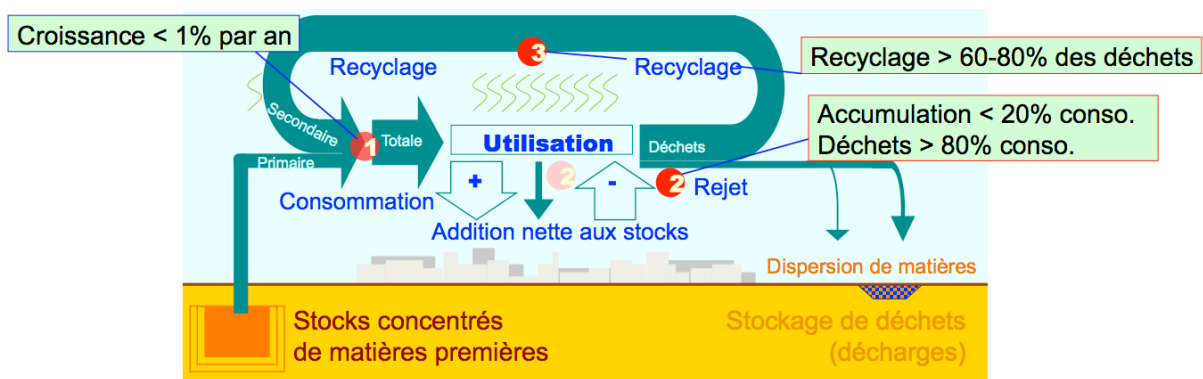 Croissance < 1% par an
3
Recyclage
Recyclage
Recyclage > 60-80% des déchets
Accumulation < 20% conso.
Déchets > 80% conso.
Secondaire
1
Totale
Utilisation
Déchets
Primaire
+
2
-
2
Rejet
Consommation
Addition nette aux stocks
Dispersion de matières
Stocks concentrés
de matières premières
Stockage de déchets
(décharges)